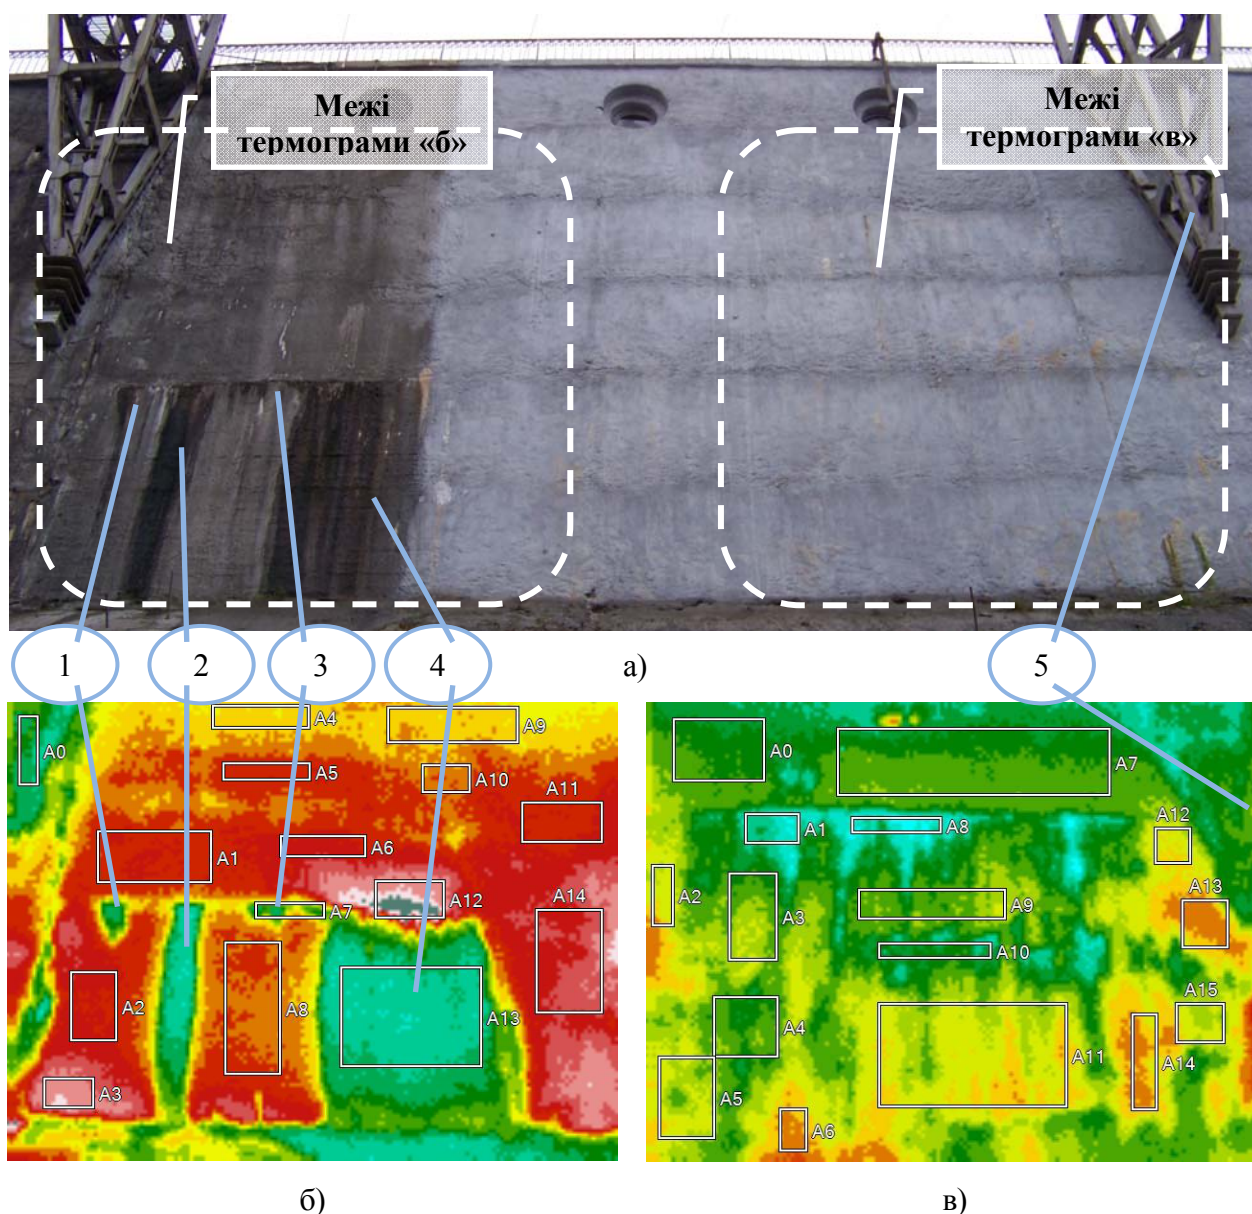 Межі
термограми «б»
Межі
термограми «в»
1
2
3
4
а)
5
A0
A4
A9
A5
A10
A11
A1
A6
A7
A12
A14
A2
A8
A13
A3
A0
A7
A1
A8
A12
A2
A3
A9
A13
A10
A4
A15
A5
A11
A14
A6
б)
в)